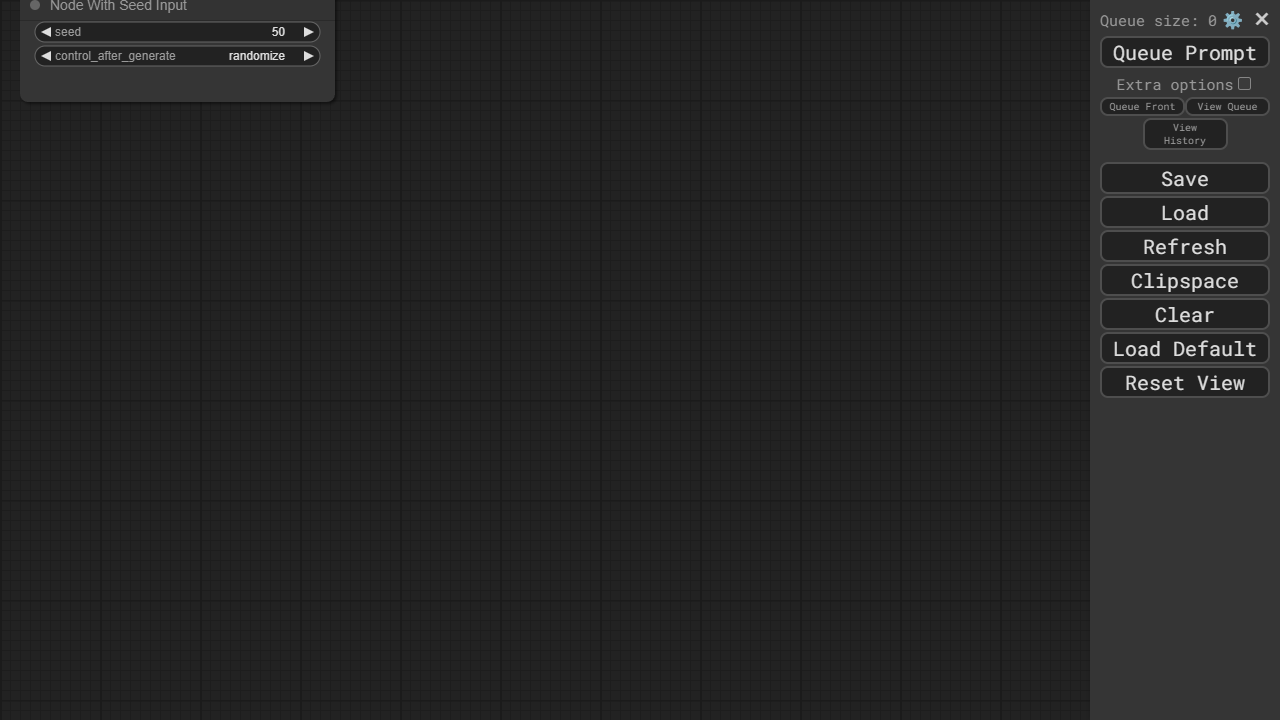 Node With Seed Input
seed 50
control_after_generate randomize
Queue size: 0
Queue Prompt
Extra options
Queue Front View Queue
View
History
Save
Load
Refresh
Clipspace
Clear
Load Default
Reset View